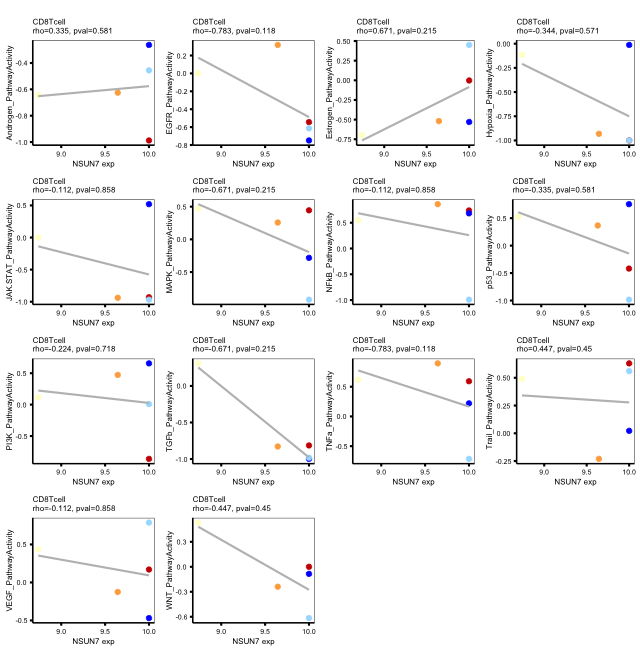 CD8Tcell
rho=0.335, pval=0.581
Androgen_PathwayActivity
0.0
-0.2
-0.4
-0.6
-0.8
-1.0
9.0 9.5 10.0
NSUN7 exp
CD8Tcell
rho=-0.783, pval=0.118
EGFR_PathwayActivity
0.2
0.0
-0.2
-0.4
-0.6
-0.8
9.0 9.5 10.0
NSUN7 exp
CD8Tcell
rho=0.671, pval=0.215
Estrogen_PathwayActivity
0.50
0.25
0.00
-0.25
-0.50
-0.75
9.0 9.5 10.0
NSUN7 exp
CD8Tcell
rho=-0.344, pval=0.571
Hypoxia_PathwayActivity
0.00
-0.25
-0.50
-0.75
-1.00
9.0 9.5 10.0
NSUN7 exp
CD8Tcell
rho=-0.112, pval=0.858
JAK.STAT_PathwayActivity
0.5
0.0
-0.5
-1.0
9.0 9.5 10.0
NSUN7 exp
CD8Tcell
rho=-0.671, pval=0.215
MAPK_PathwayActivity
0.5
0.0
-0.5
9.0 9.5 10.0
NSUN7 exp
CD8Tcell
rho=-0.112, pval=0.858
NFkB_PathwayActivity
0.5
0.0
-0.5
-1.0
9.0 9.5 10.0
NSUN7 exp
CD8Tcell
rho=-0.335, pval=0.581
p53_PathwayActivity
0.5
0.0
-0.5
-1.0
9.0 9.5 10.0
NSUN7 exp
CD8Tcell
rho=-0.224, pval=0.718
PI3K_PathwayActivity
0.5
0.0
-0.5
9.0 9.5 10.0
NSUN7 exp
CD8Tcell
rho=-0.671, pval=0.215
TGFb_PathwayActivity
0.0
-0.5
-1.0
9.0 9.5 10.0
NSUN7 exp
CD8Tcell
rho=-0.783, pval=0.118
TNFa_PathwayActivity
0.5
0.0
-0.5
9.0 9.5 10.0
NSUN7 exp
CD8Tcell
rho=0.447, pval=0.45
Trail_PathwayActivity
0.50
0.25
0.00
-0.25
9.0 9.5 10.0
NSUN7 exp
CD8Tcell
rho=-0.112, pval=0.858
VEGF_PathwayActivity
0.5
0.0
-0.5
9.0 9.5 10.0
NSUN7 exp
CD8Tcell
rho=-0.447, pval=0.45
WNT_PathwayActivity
0.3
0.0
-0.3
-0.6
9.0 9.5 10.0
NSUN7 exp